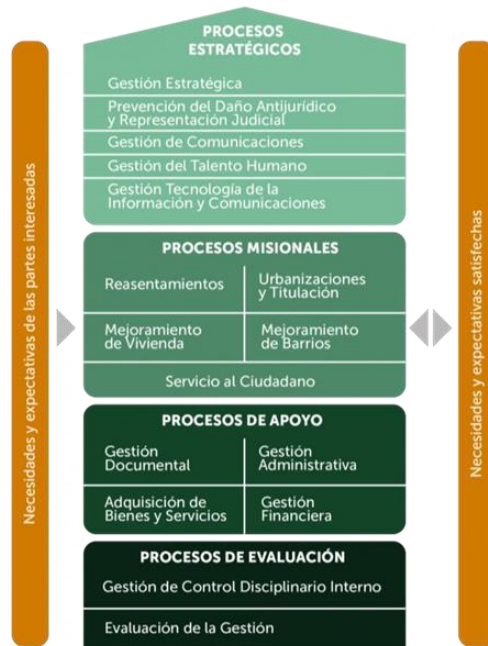 Necesidades y expectativas de las partes interesadas
PROCESOS
ESTRATÉGICOS
Gestión Estratégica
Prevención del Daño Antijurídico
y Representación Judicial
Gestión de Comunicaciones
Gestión del Talento Humano
Gestión Tecnología de la
Información y Comunicaciones
PROCESOS MISIONALES
Reasentamientos
Urbanizaciones
y Titulación
Mejoramiento
de Vivienda
Mejoramiento
de Barrios
Servicio al Ciudadano
PROCESOS DE APOYO
Gestión
Documental
Gestión
Administrativa
Adquisición de
Bienes y Servicios
Gestión
Financiera
PROCESOS DE EVALUACIÓN
Gestión de Control Disciplinario Interno
Evaluación de la Gestión
Necesidades y expectativas satisfechas